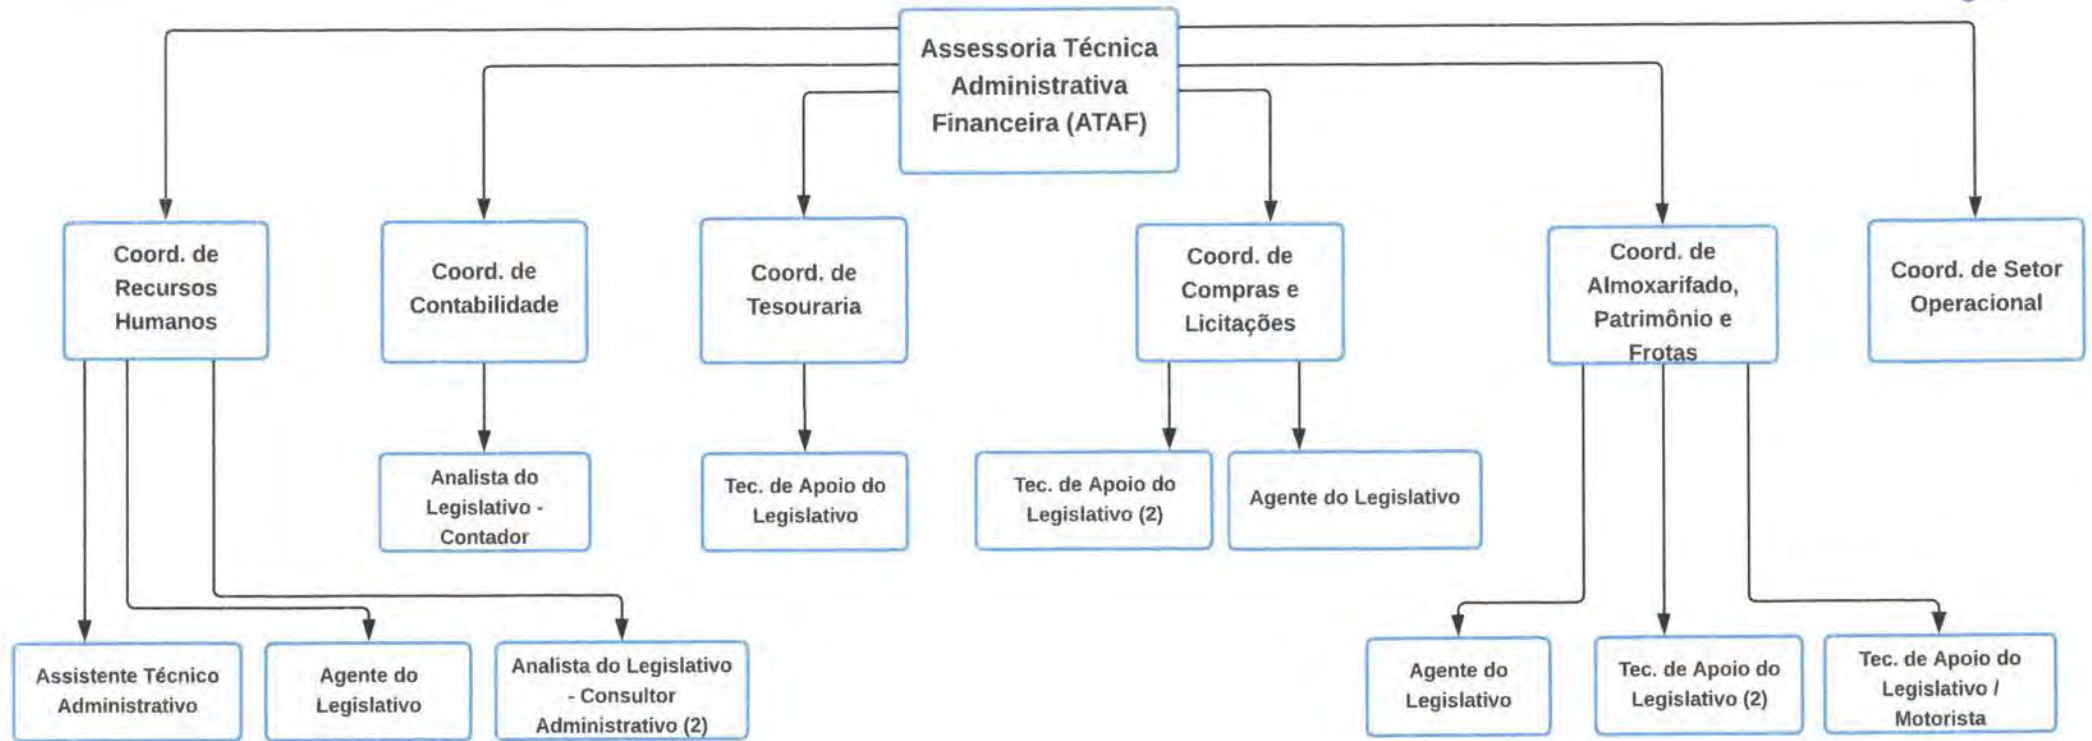 Assessoria Técnica
Administrativa
Financeira (ATAF)
Coord. de
Recursos
Humanos
Coord. de
Contabilidade
Coord. de
Tesouraria
Coord. de
Compras e
Licitações
Coord. de
Almoxarifado,
Patrimônio e
Frotas
Coord. de Setor
Operacional
Analista do
Legislativo -
Contador
Tec. de Apoio do
Legislativo
Tec. de Apoio do
Legislativo (2)
Agente do Legislativo
Assistente Técnico
Administrativo
Agente do
Legislativo
Analista do Legislativo
- Consultor
Administrativo (2)
Agente do
Legislativo
Tec. de Apoio do
Legislativo (2)
Tec. de Apoio do
Legislativo /
Motorista